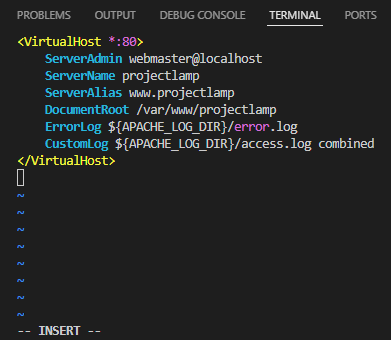 PROBLEMS OUTPUT DEBUG CONSOLE TERMINAL PORTS
<VirtualHost *:80>
    ServerAdmin webmaster@localhost
    ServerName projectlamp
    ServerAlias www.projectlamp
    DocumentRoot /var/www/projectlamp
    ErrorLog ${APACHE_LOG_DIR}/error.log
    CustomLog ${APACHE_LOG_DIR}/access.log combined
</VirtualHost>
~
~
~
~
~
~
~
~
-- INSERT --